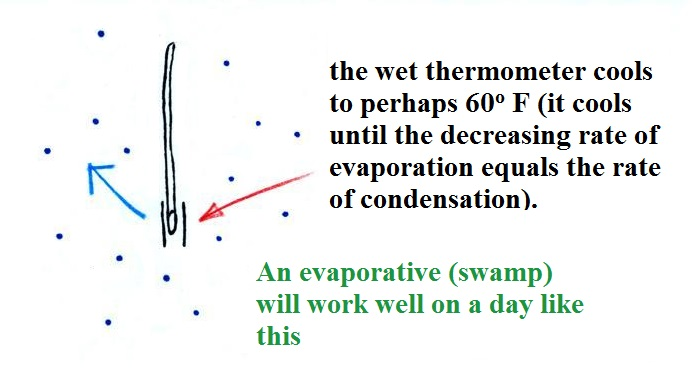 the wet thermometer cools
to perhaps 60º F (it cools
until the decreasing rate of
evaporation equals the rate
of condensation).
An evaporative (swamp)
will work well on a day like
this